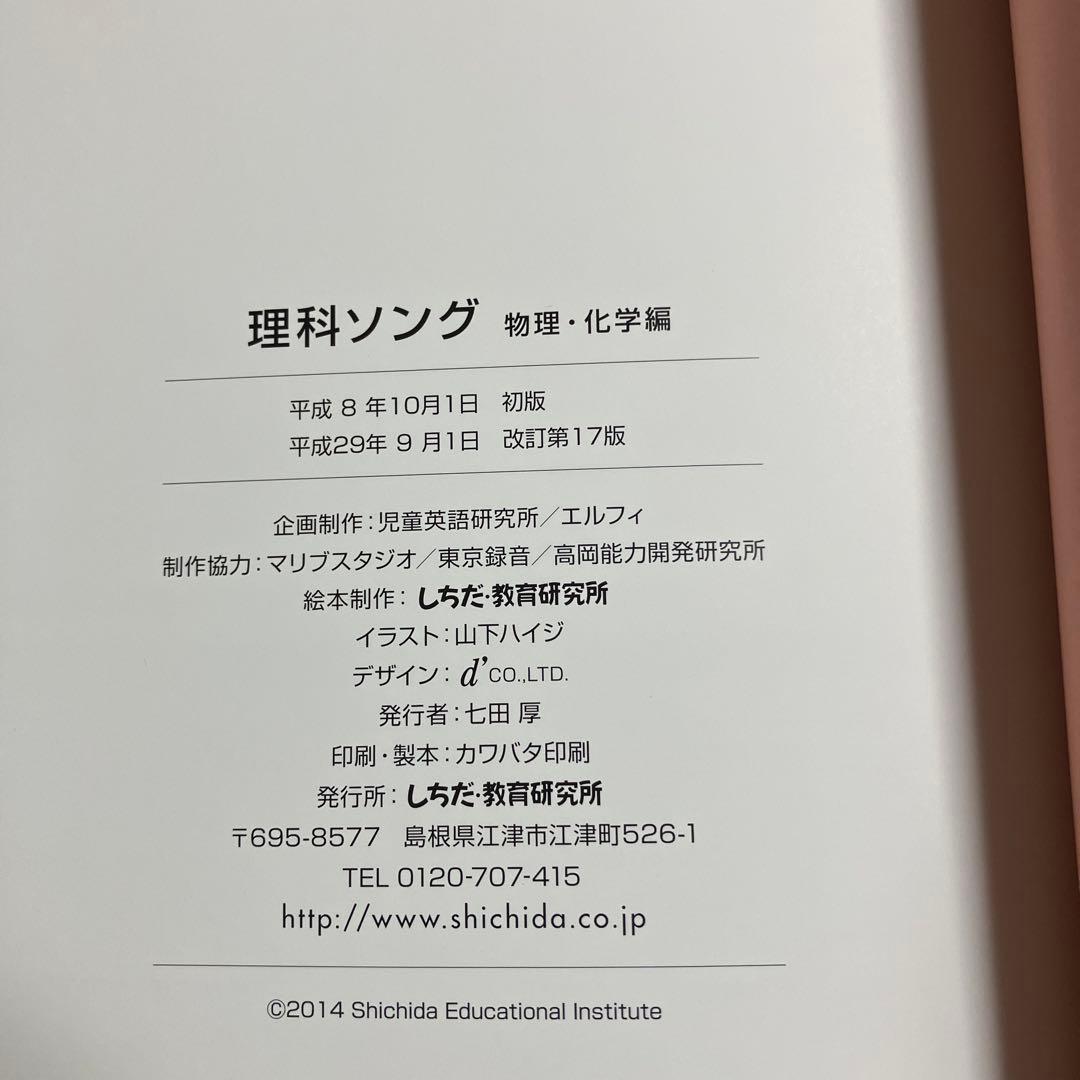 理科ソング 物理・化学編
平成 8 年10月1日 初版
平成29年 9 月1日 改訂第17版
企画制作：児童英語研究所／エルフィ
制作協力：マリブスタジオ／東京録音／高岡能力開発研究所
絵本制作：しちだ・教育研究所
イラスト：山下ハイジ
デザイン：d’CO.,LTD.
発行者：七田 厚
印刷・製本：カワバタ印刷
発行所：しちだ・教育研究所
〒695-8577 島根県江津市江津町526-1
TEL 0120-707-415
http://www.shichida.co.jp
©2014 Shichida Educational Institute